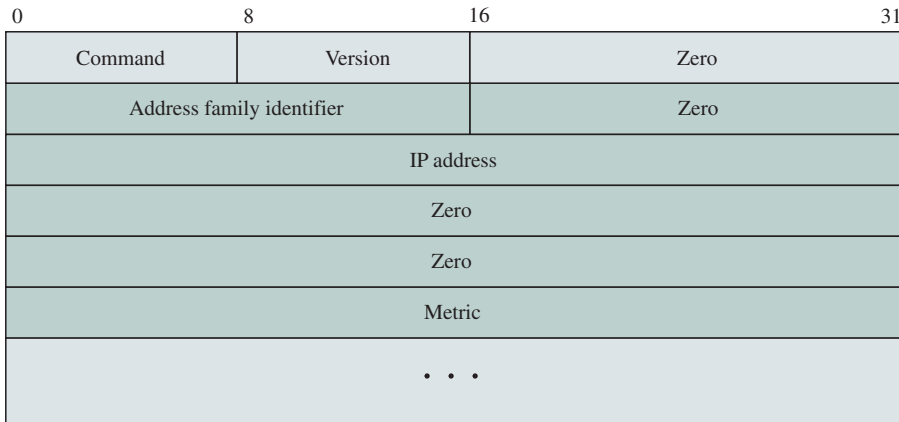 0 8 16 31
Command Version Zero
Address family identifier Zero
IP address
Zero
Zero
Metric
• • •